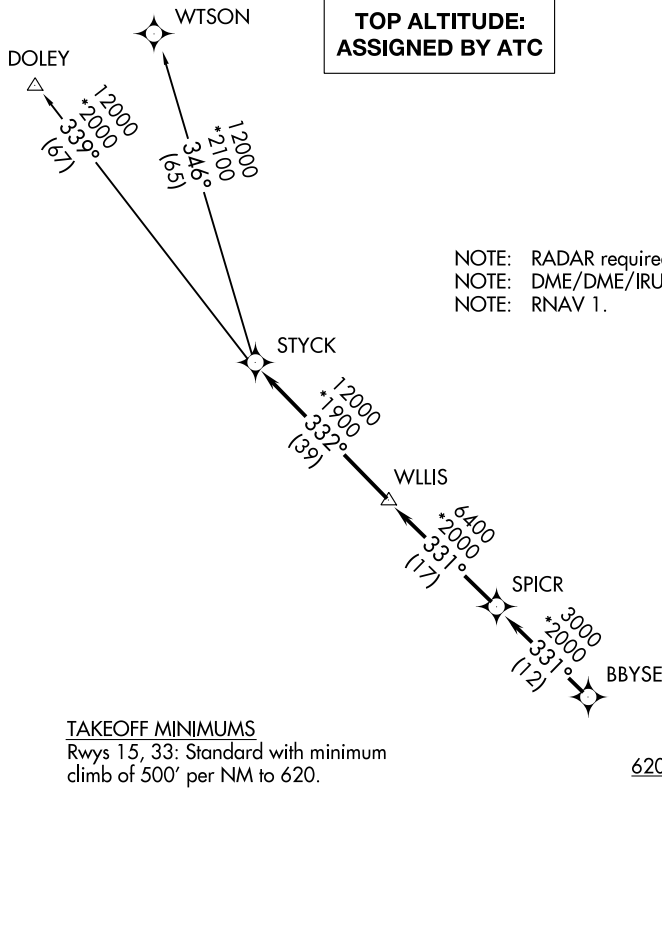 WTSON
TOP ALTITUDE:
ASSIGNED BY ATC
DOLEY
12000
*2000
339°
(67)
12000
*2100
346°
(65)
NOTE: RADAR require
NOTE: DME/DME/IRU
NOTE: RNAV 1.
STYCK
12000
*1900
332°
(39)
WLLIS
6400
*2000
331°
(17)
SPICR
3000
*2000
331°
(12)
BBYSE
TAKEOFF MINIMUMS
Rwys 15, 33: Standard with minimum
climb of 500' per NM to 620.
620